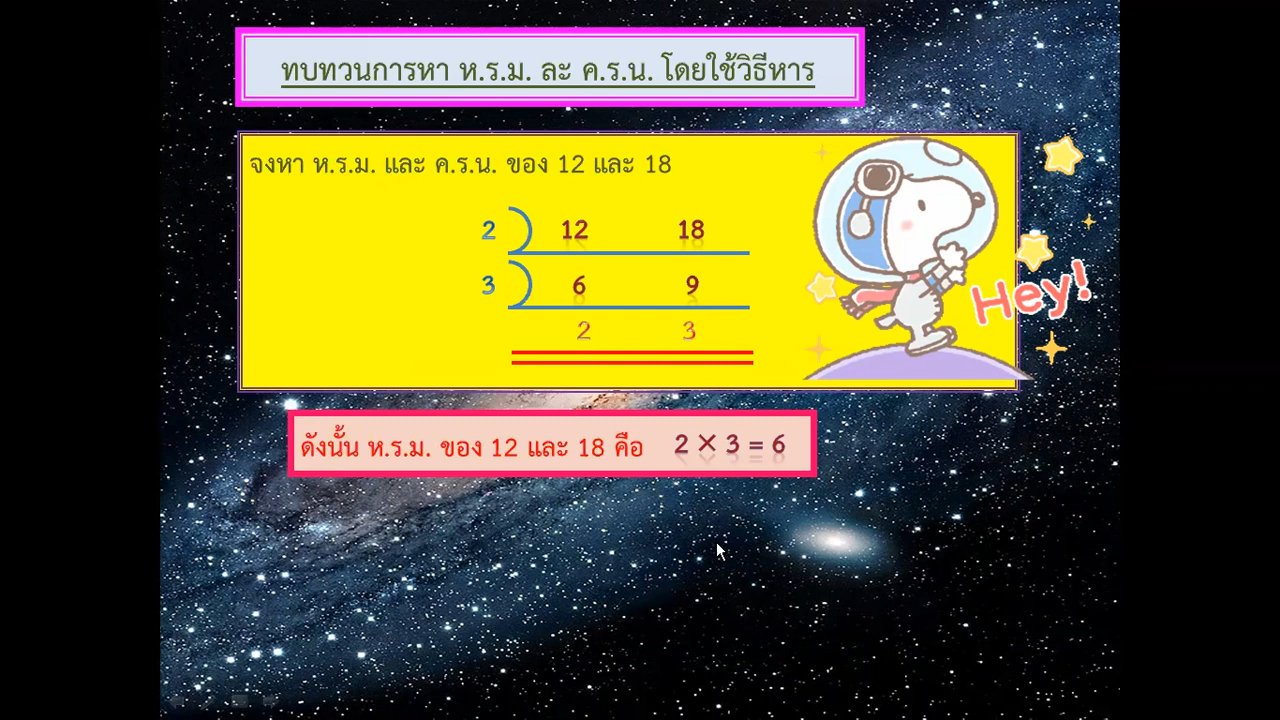 ทบทวนการหา ห.ร.ม. ละ ค.ร.น. โดยใช้วิธีหาร
จงหา ห.ร.ม. และ ค.ร.น. ของ 12 และ 18
2 12 18
3 6 9
2 3
Hey!
ดังนั้น ห.ร.ม. ของ 12 และ 18 คือ 2 × 3 = 6